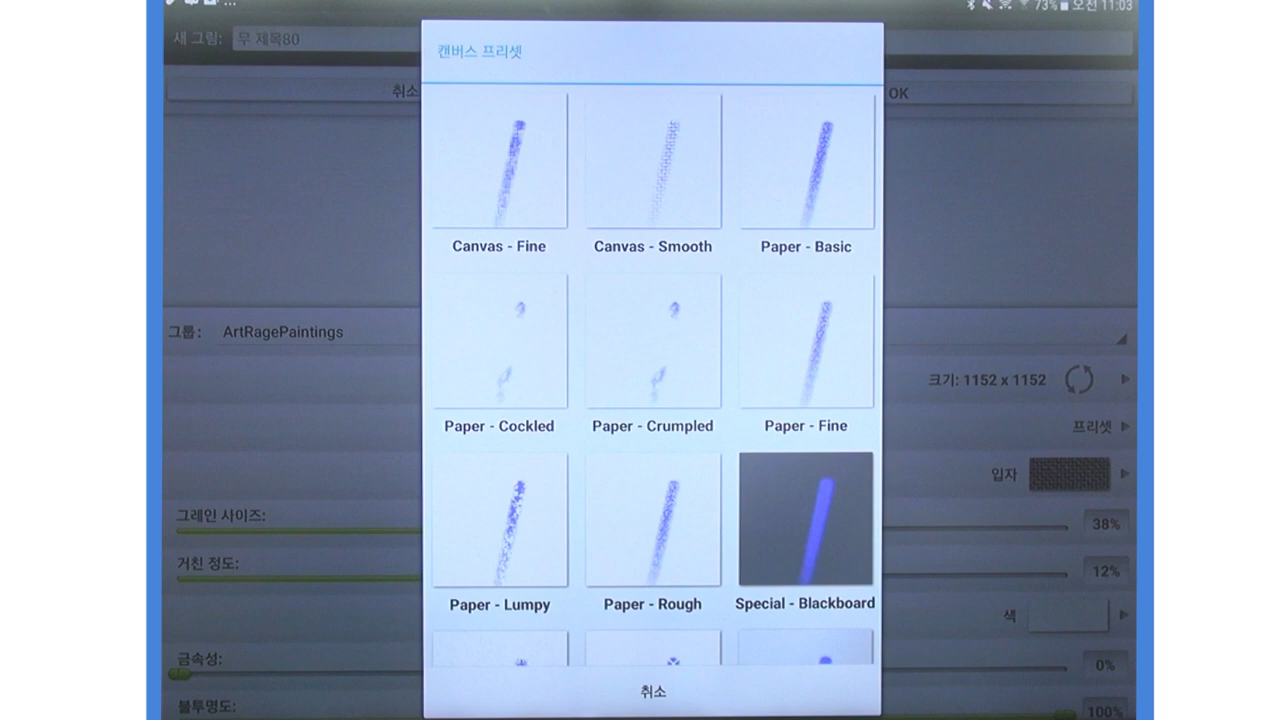 ... 73% 오전 11:03
새 그림: 무 제목80
취소 OK
캔버스 프리셋
Canvas - Fine Canvas - Smooth Paper - Basic
Paper - Cockled Paper - Crumpled Paper - Fine
Paper - Lumpy Paper - Rough Special - Blackboard
취소
그룹: ArtRagePaintings
크기: 1152 x 1152
프리셋
입자
그레인 사이즈: 38%
거친 정도: 12%
색
금속성: 0%
불투명도: 100%